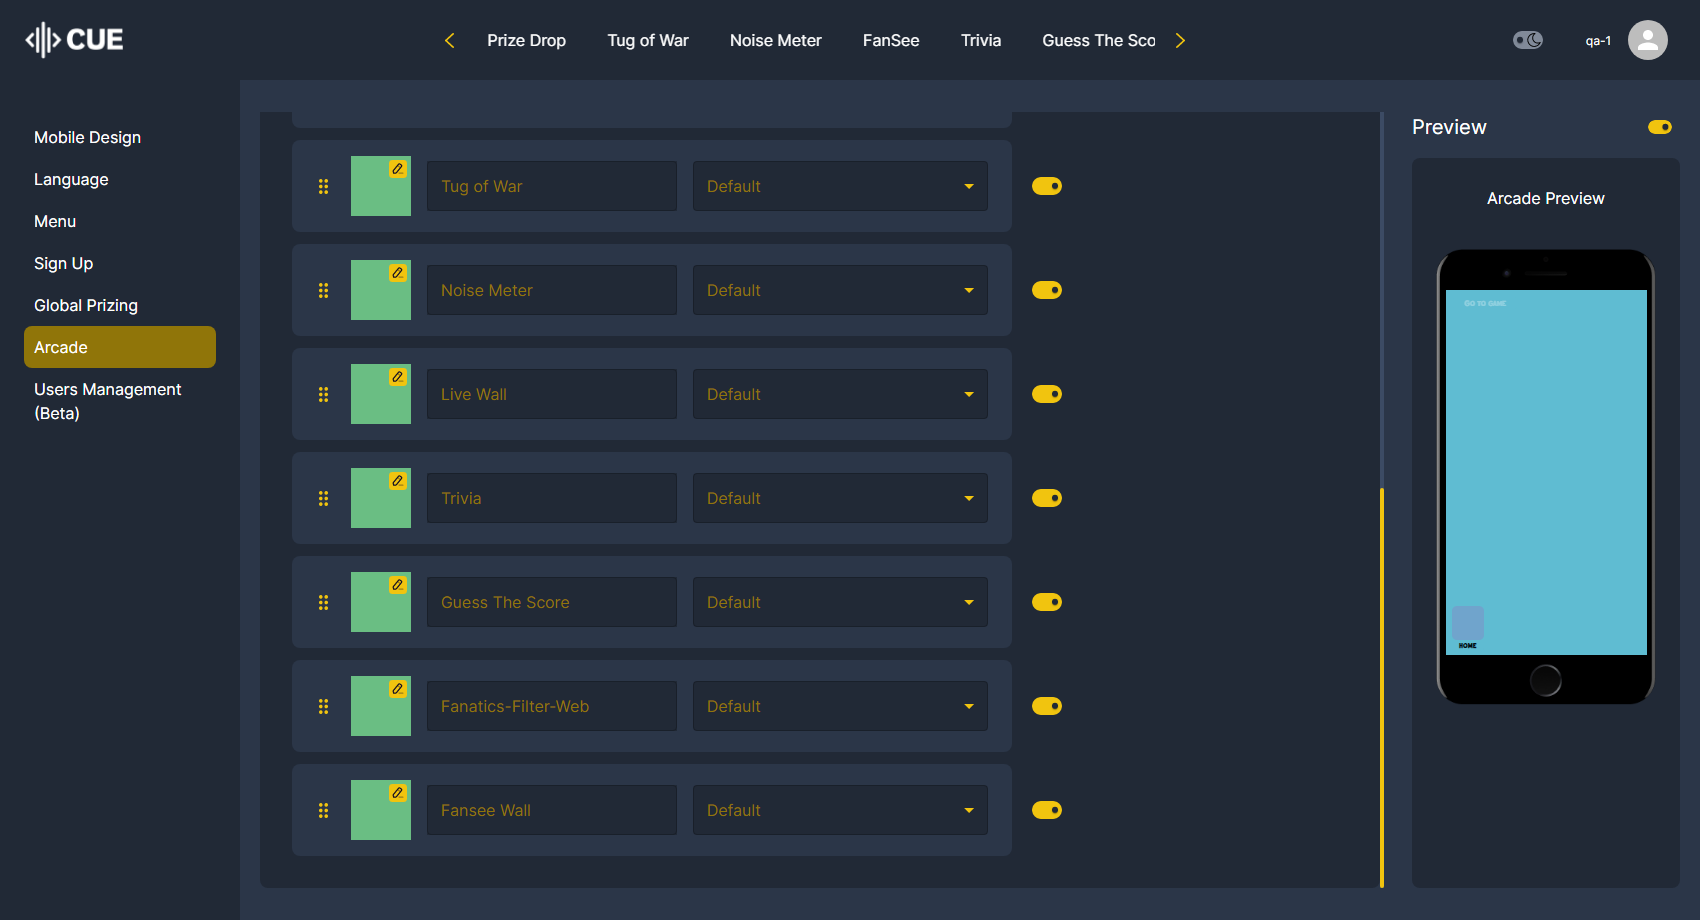 CUE
Prize Drop
Tug of War
Noise Meter
FanSee
Trivia
Guess The Sco
qa-1
Mobile Design
Language
Menu
Sign Up
Global Prizing
Arcade
Users Management
(Beta)
Tug of War
Default
Noise Meter
Default
Live Wall
Default
Trivia
Default
Guess The Score
Default
Fanatics-Filter-Web
Default
Fansee Wall
Default
Preview
Arcade Preview
GO TO GAME
HOME